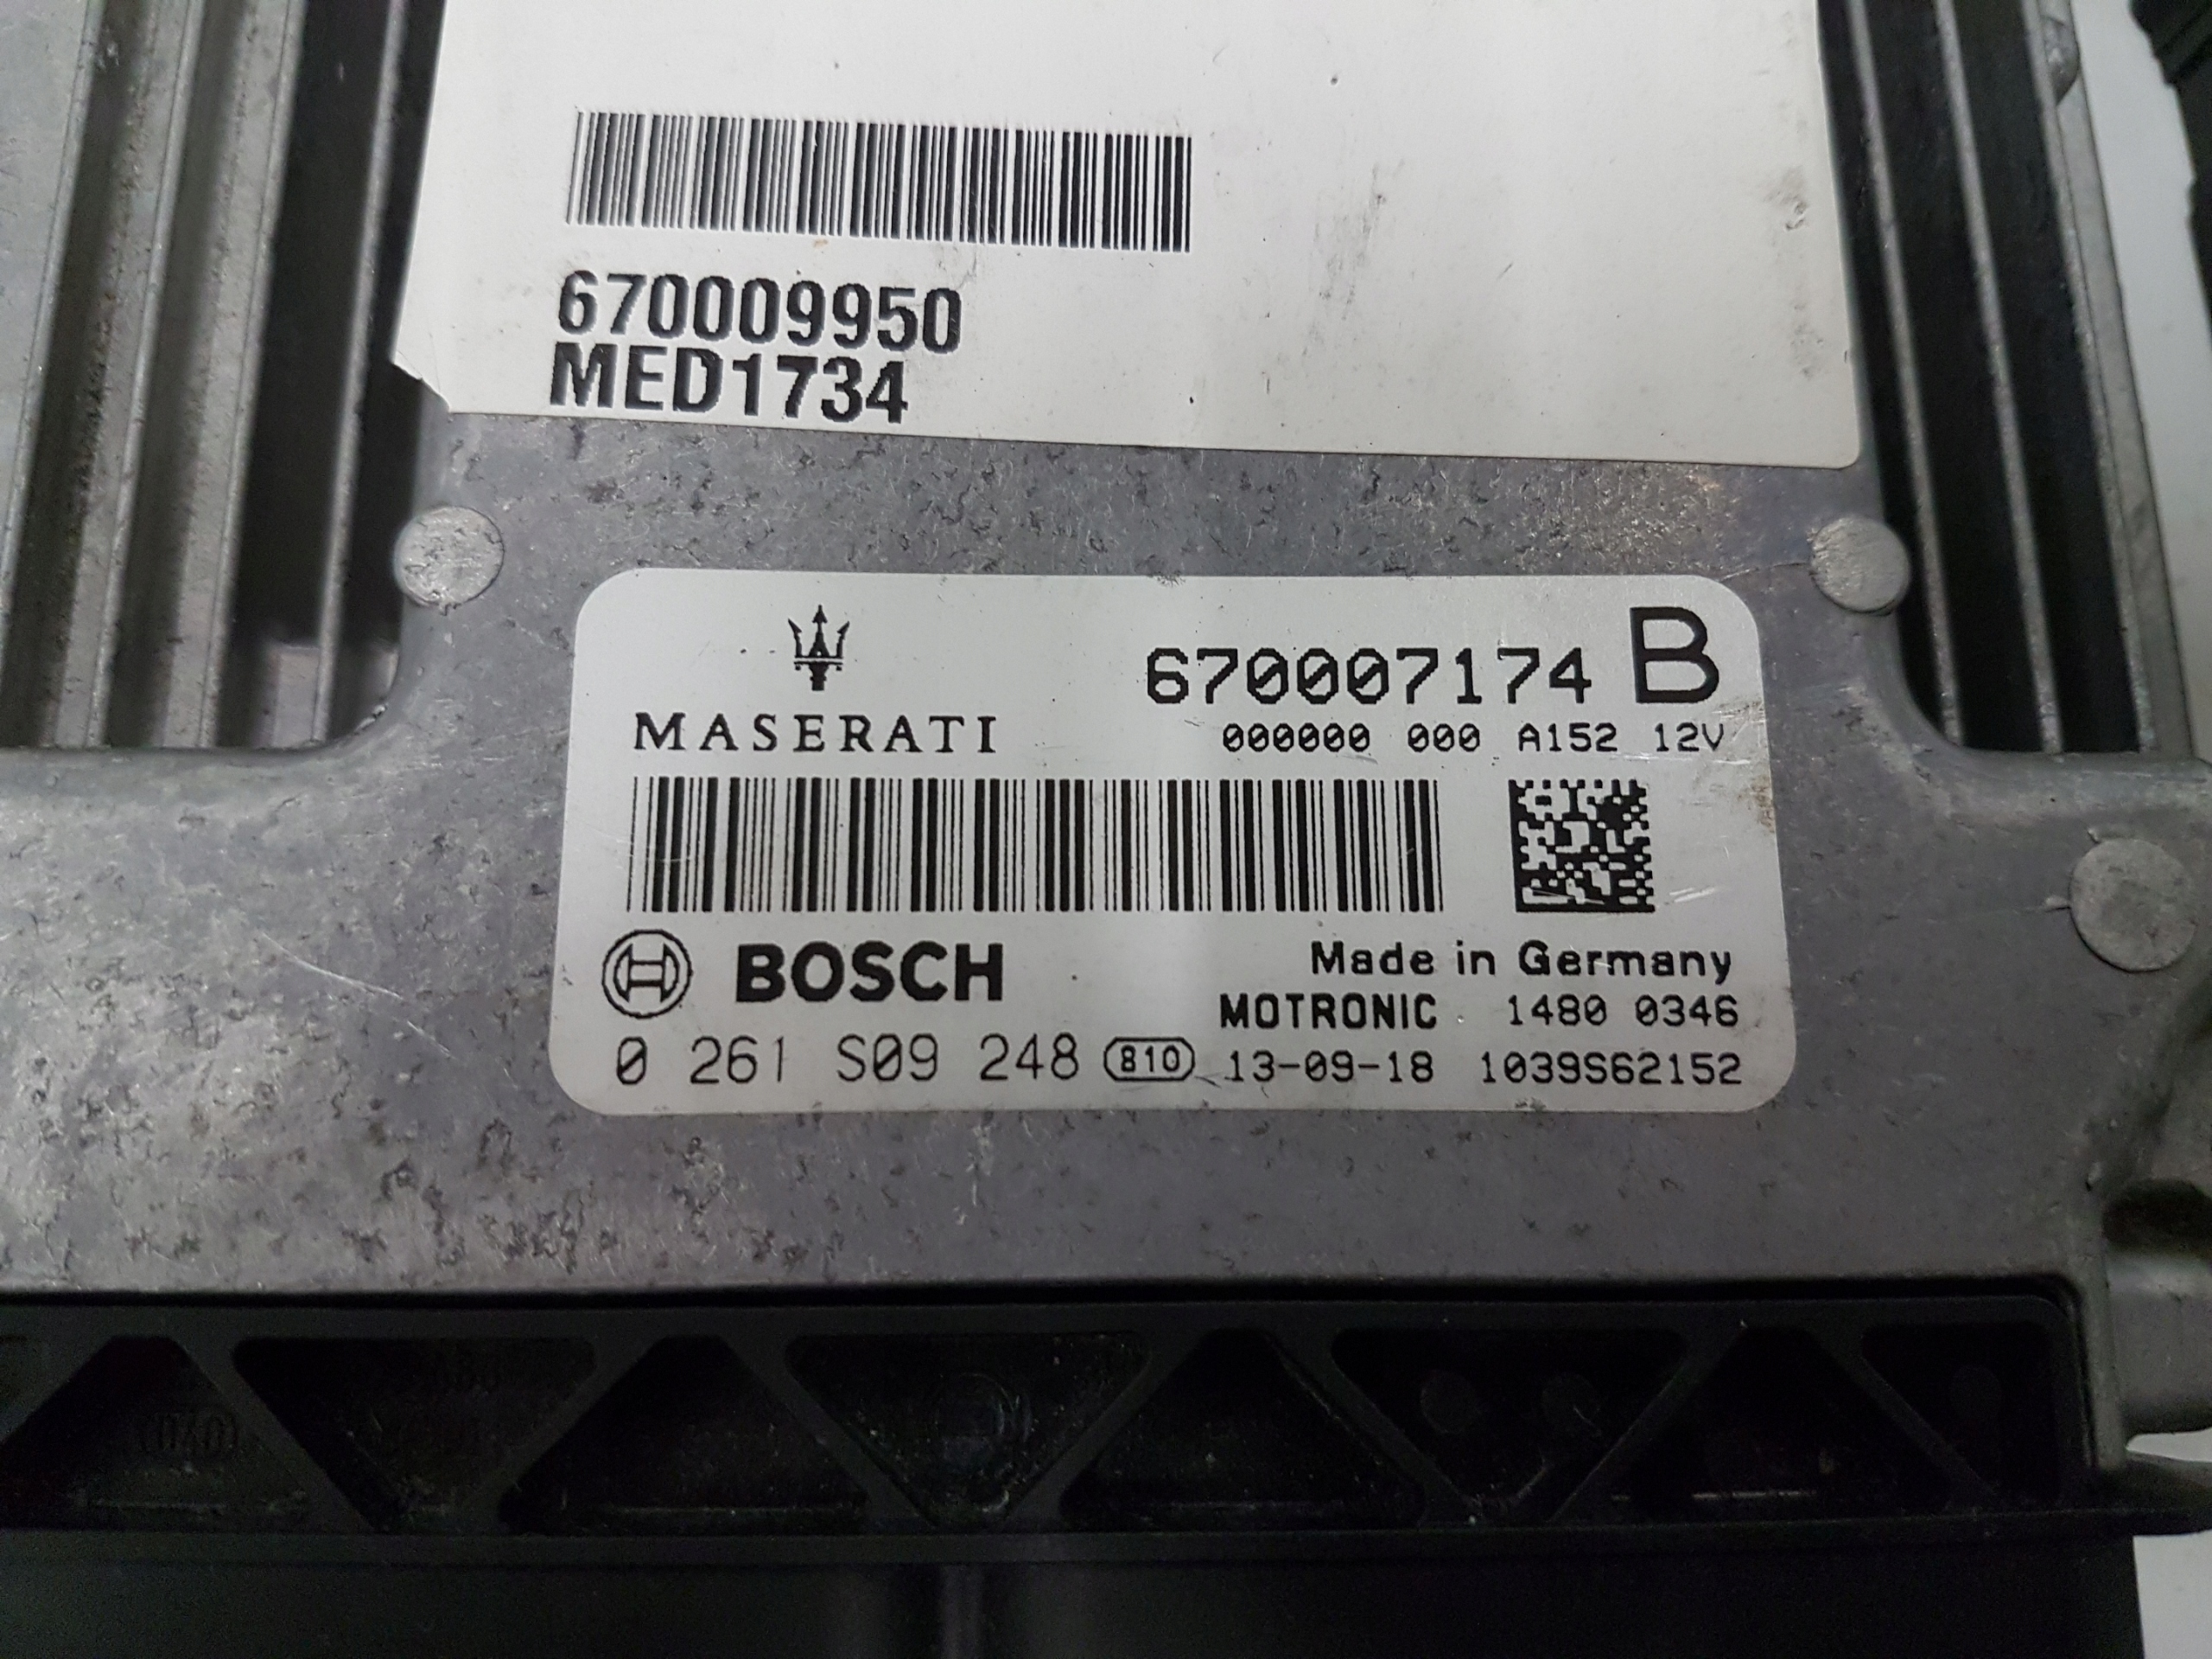 670009950
MED1734
MASERATI
670007174 B
000000 000 A152 12V
BOSCH
Made in Germany
MOTRONIC 1480 0346
0 261 S09 248 810 13-09-18 1039S62152